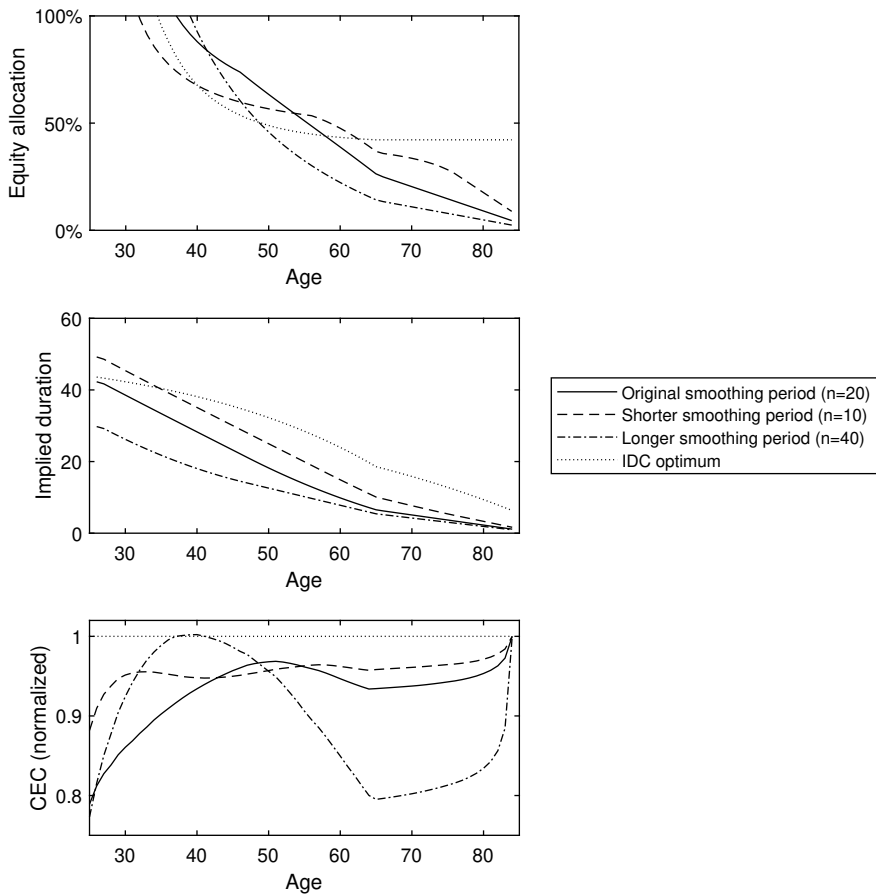 100%
50%
0%
Equity allocation
30 40 50 60 70 80
Age
60
40
20
0
Implied duration
30 40 50 60 70 80
Age
Original smoothing period (n=20)
Shorter smoothing period (n=10)
Longer smoothing period (n=40)
IDC optimum
1
0.9
0.8
CEC (normalized)
30 40 50 60 70 80
Age